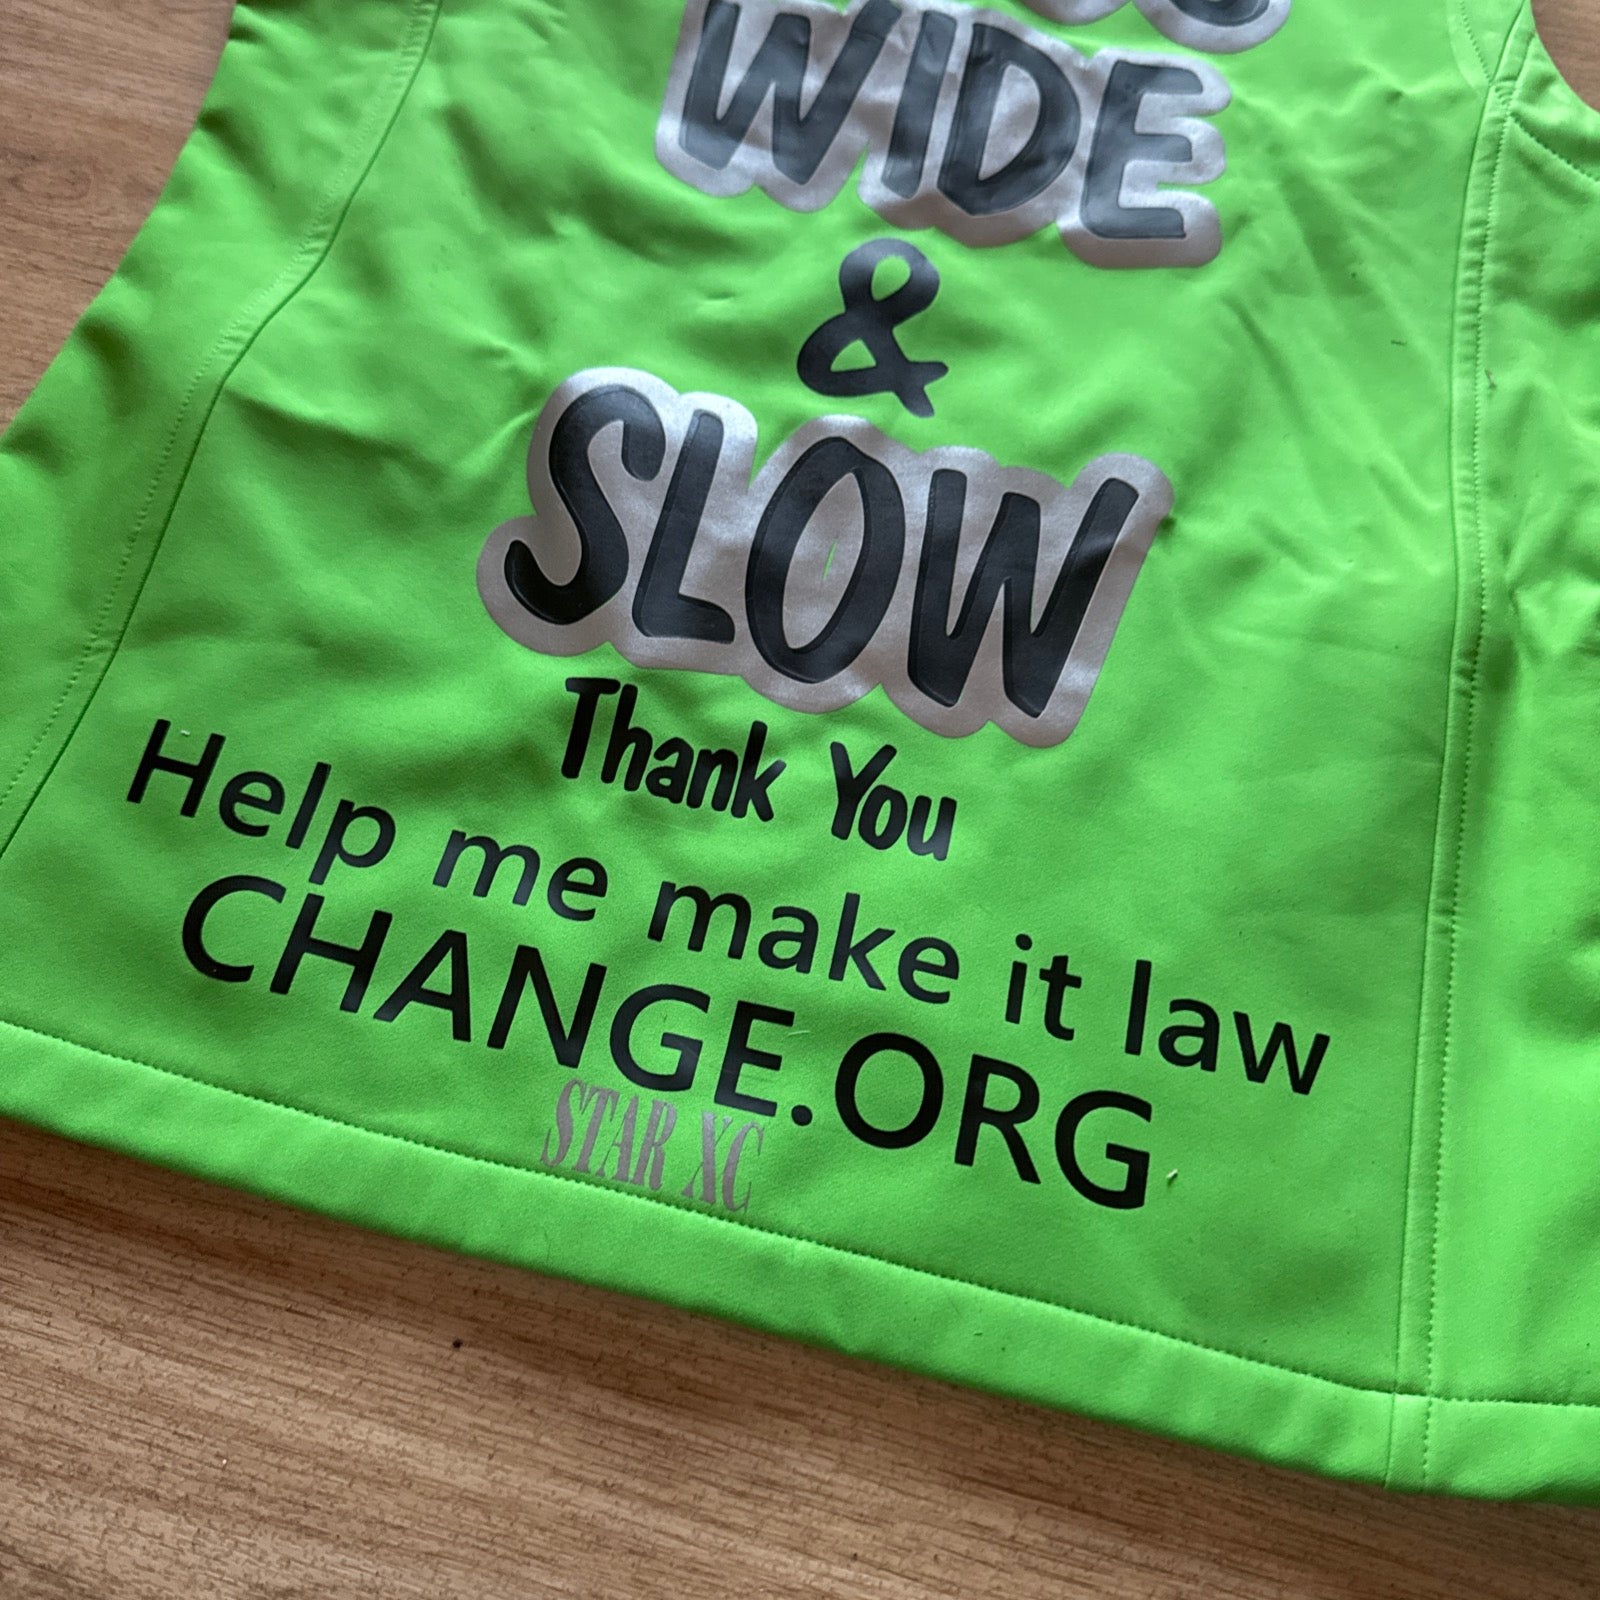 WIDE
&
SLOW
Thank You
Help me make it law
CHANGE.ORG
STAR XC